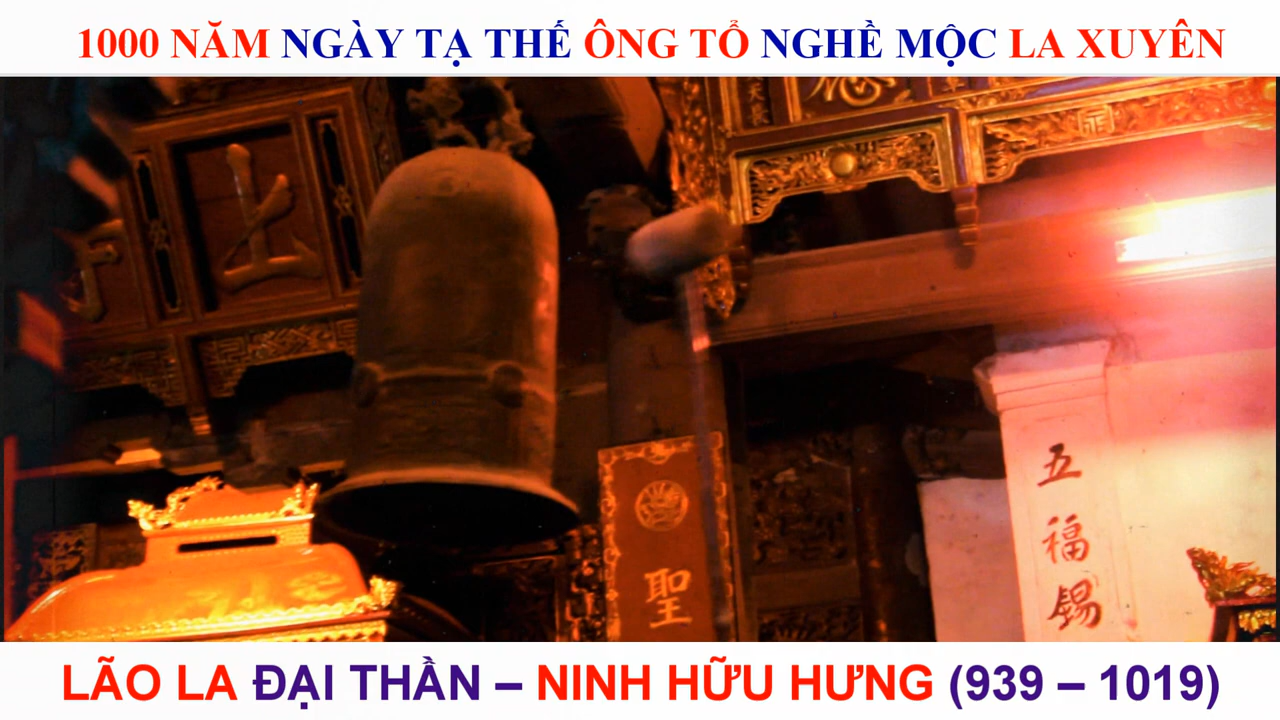 1000 NĂM NGÀY TẠ THẾ ÔNG TỔ NGHỀ MỘC LA XUYÊN
上
聖
五福錫
LÃO LA ĐẠI THẦN – NINH HỮU HƯNG (939 – 1019)